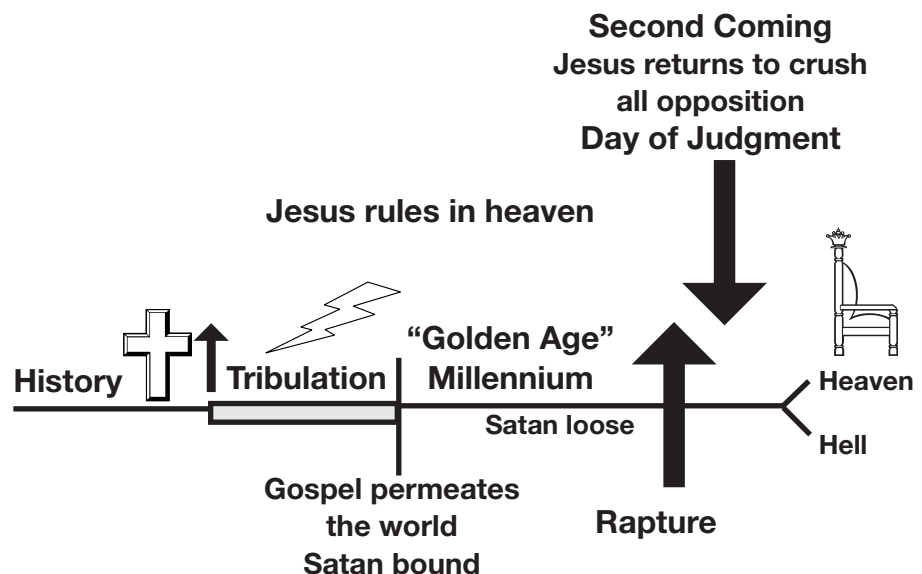 Second Coming
Jesus returns to crush
all opposition
Day of Judgment
Jesus rules in heaven
“Golden Age”
History
Tribulation
Millennium
Heaven
Satan loose
Hell
Gospel permeates
the world
Satan bound
Rapture